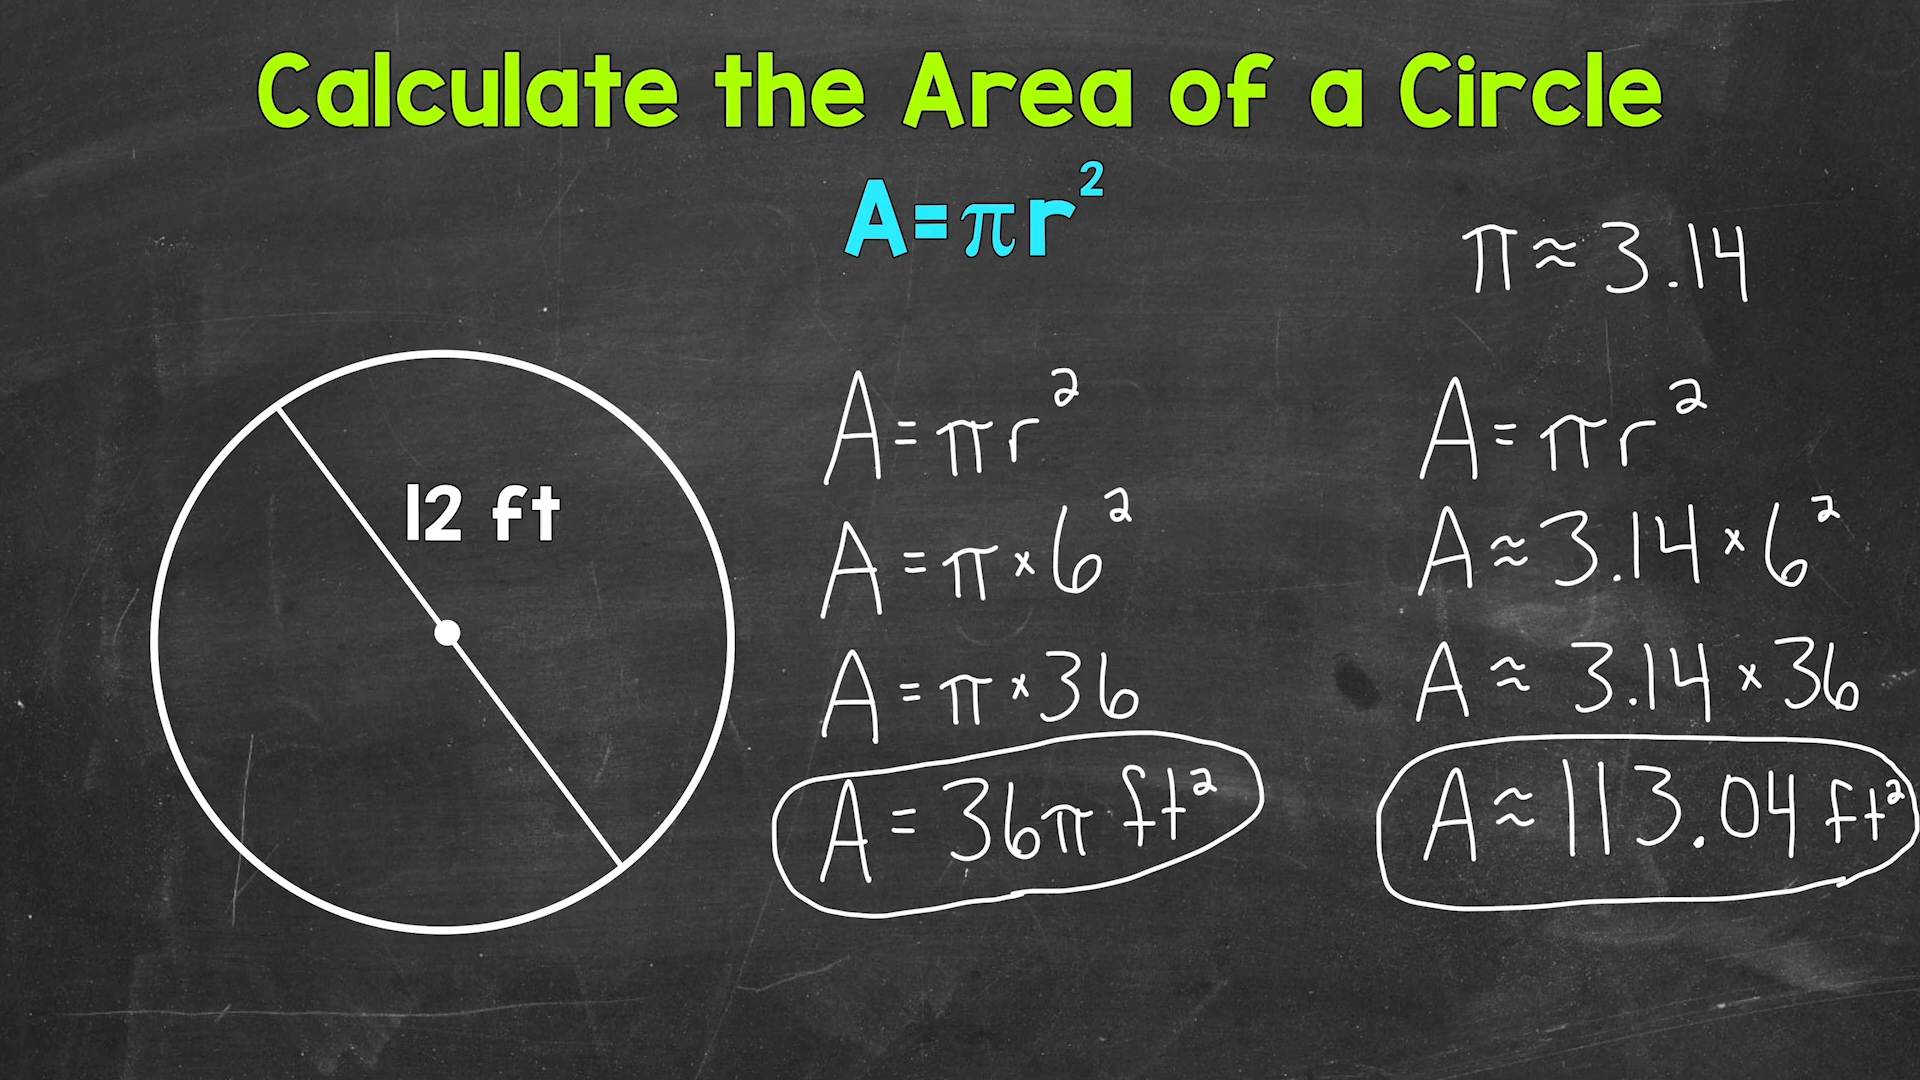 Calculate the Area of a Circle
A=πr²
π≈3.14
12 ft
A=πr²
A=π×6²
A=π×36
A=36π ft²
A=πr²
A≈3.14×6²
A≈3.14×36
A≈113.04 ft²